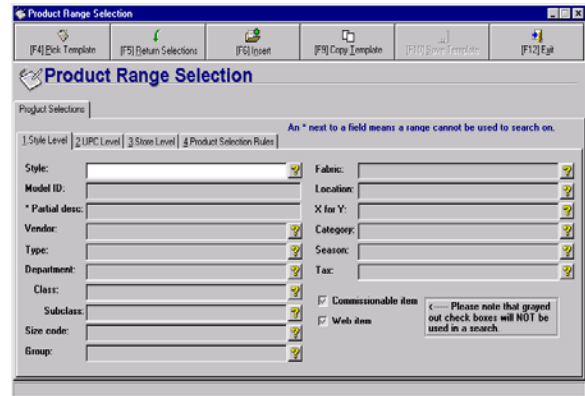 Product Range Selection
[F4] Pick Template
[F5] Return Selections
[F6] Insert
[F9] Copy Template
[F10] Save Template
[F12] Exit
Product Range Selection
Product Selections
An * next to a field means a range cannot be used to search on.
1 Style Level
2 UPC Level
3 Store Level
4 Product Selection Rules
Style:
Model ID:
* Partial desc:
Vendor:
Type:
Department:
Class:
Subclass:
Size code:
Group:
Fabric:
Location:
X for Y:
Category:
Season:
Tax:
Commissionable item
Web item
<---- Please note that grayed
out check boxes will NOT be
used in a search.